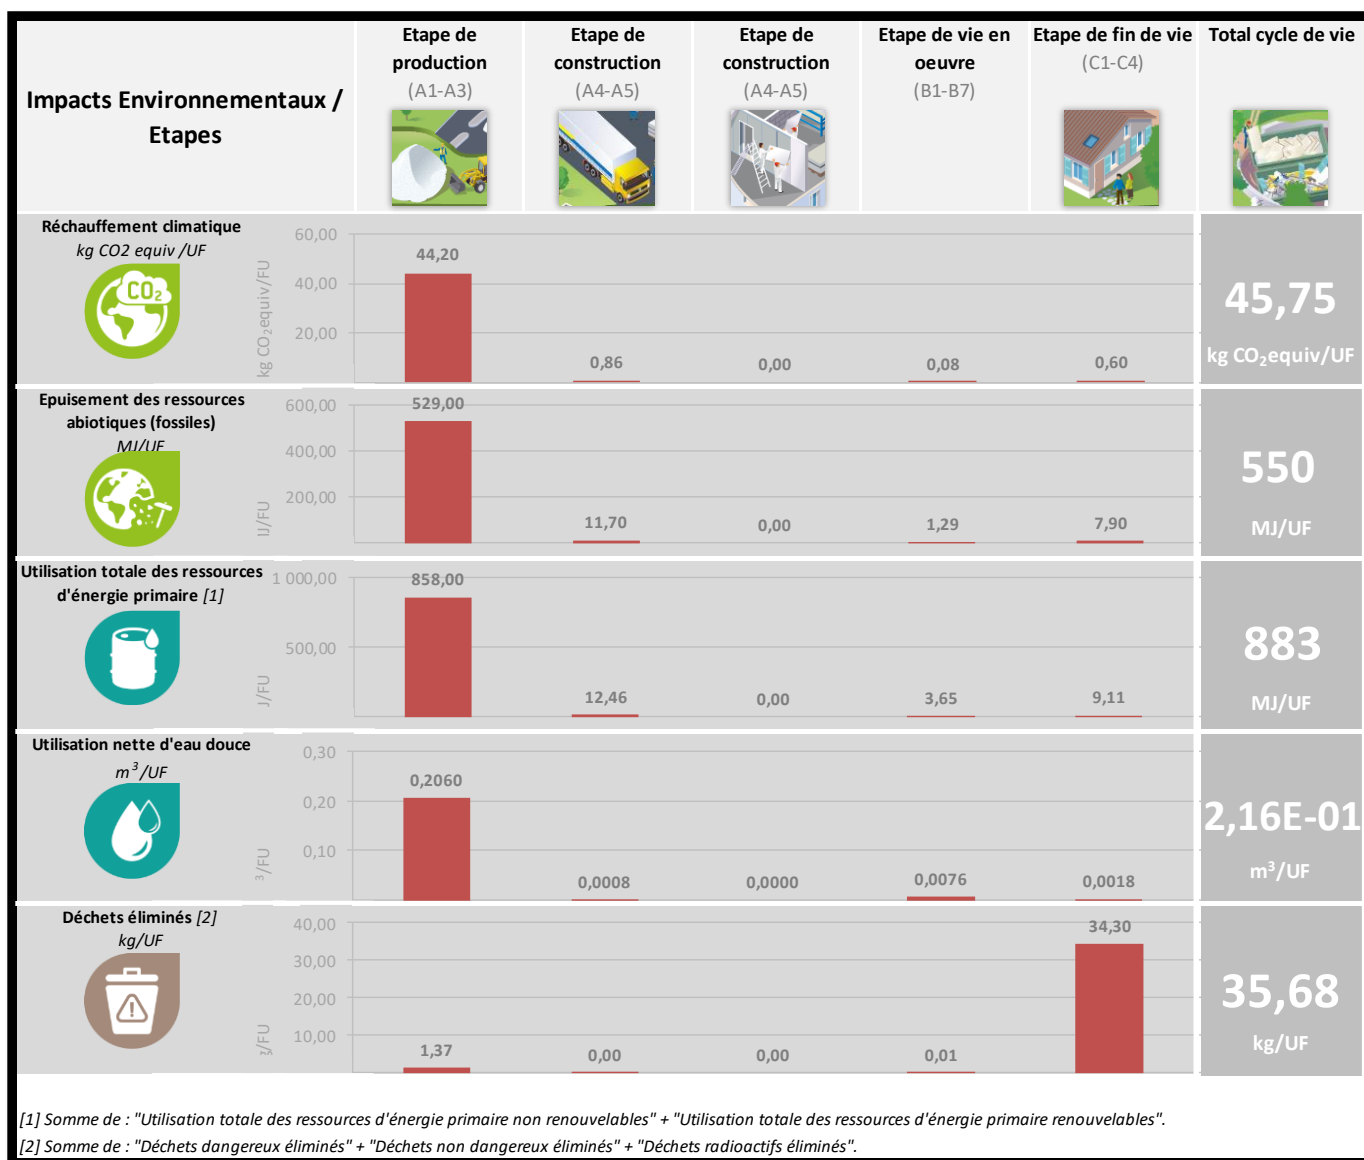 Impacts Environnementaux /
Etapes
Etape de
production
(A1-A3)
Etape de
construction
(A4-A5)
Etape de
construction
(A4-A5)
Etape de vie en
oeuvre
(B1-B7)
Etape de fin de vie
(C1-C4)
Total cycle de vie
Réchauffement climatique
kg CO2 equiv /UF
CO2
kg CO2equiv/FU
60,00
40,00
20,00
44,20
0,86
0,00
0,08
0,60
45,75
kg CO2equiv/UF
Epuisement des ressources
abiotiques (fossiles)
MJ/UF
IJ/FU
600,00
400,00
200,00
529,00
11,70
0,00
1,29
7,90
550
MJ/UF
Utilisation totale des ressources
d'énergie primaire [1]
J/FU
1 000,00
500,00
858,00
12,46
0,00
3,65
9,11
883
MJ/UF
Utilisation nette d'eau douce
m³/UF
³/FU
0,30
0,20
0,10
0,2060
0,0008
0,0000
0,0076
0,0018
2,16E-01
m³/UF
Déchets éliminés [2]
kg/UF
/FU
40,00
30,00
20,00
10,00
1,37
0,00
0,00
0,01
34,30
35,68
kg/UF
[1] Somme de : "Utilisation totale des ressources d'énergie primaire non renouvelables" + "Utilisation totale des ressources d'énergie primaire renouvelables".
[2] Somme de : "Déchets dangereux éliminés" + "Déchets non dangereux éliminés" + "Déchets radioactifs éliminés".